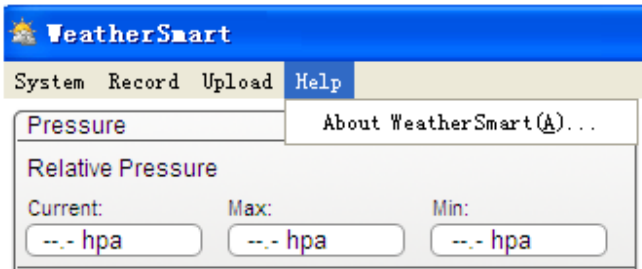 WeatherSmart
System Record Upload Help
About WeatherSmart(A)...
Pressure
Relative Pressure
Current: Max: Min:
--.- hpa --.- hpa --.- hpa